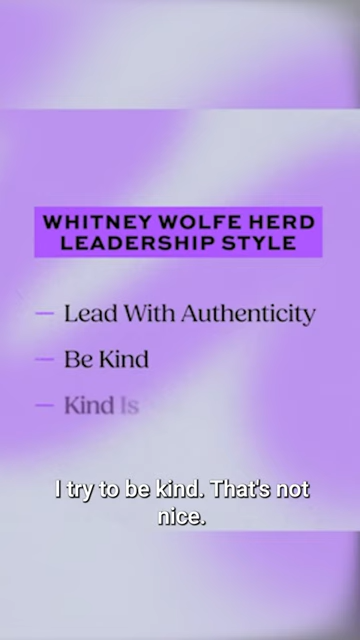 WHITNEY WOLFE HERD
LEADERSHIP STYLE
— Lead With Authenticity
— Be Kind
— Kind Is
I try to be kind. That's not
nice.